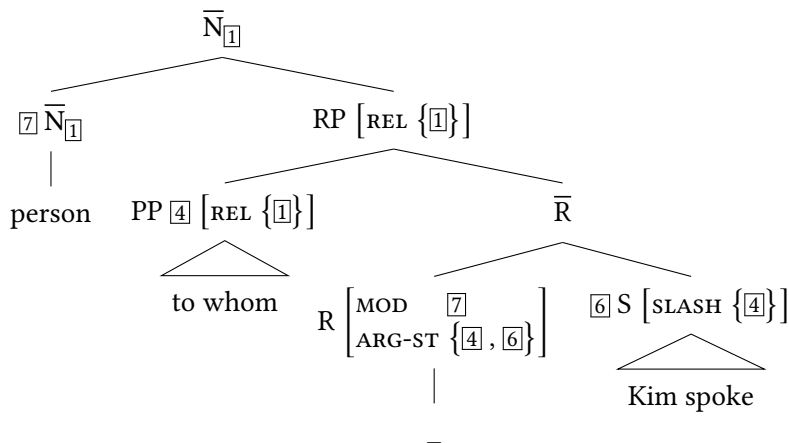 N̅[1]
[7] N̅[1] RP [REL {[1]}]
person PP [4] [REL {[1]}] R̅
to whom R [MOD [7] ARG-ST {[4] , [6]}] [6] S [SLASH {[4]}]
Kim spoke